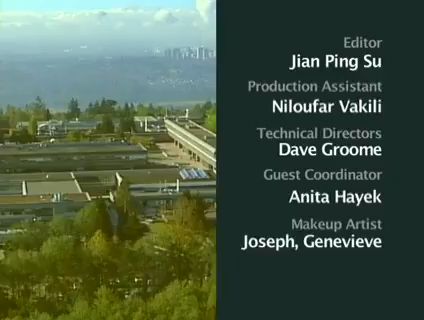 Editor
Jian Ping Su
Production Assistant
Niloufar Vakili
Technical Directors
Dave Groome
Guest Coordinator
Anita Hayek
Makeup Artist
Joseph, Genevieve